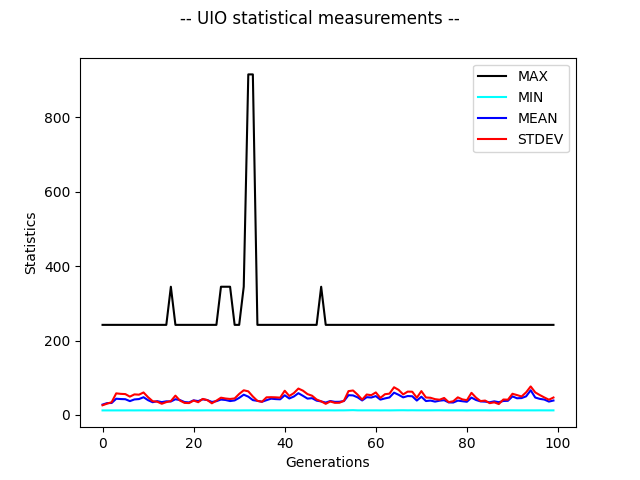 -- UIO statistical measurements --
MAX
MIN
MEAN
STDEV
800
600
400
200
0
Statistics
0 20 40 60 80 100
Generations